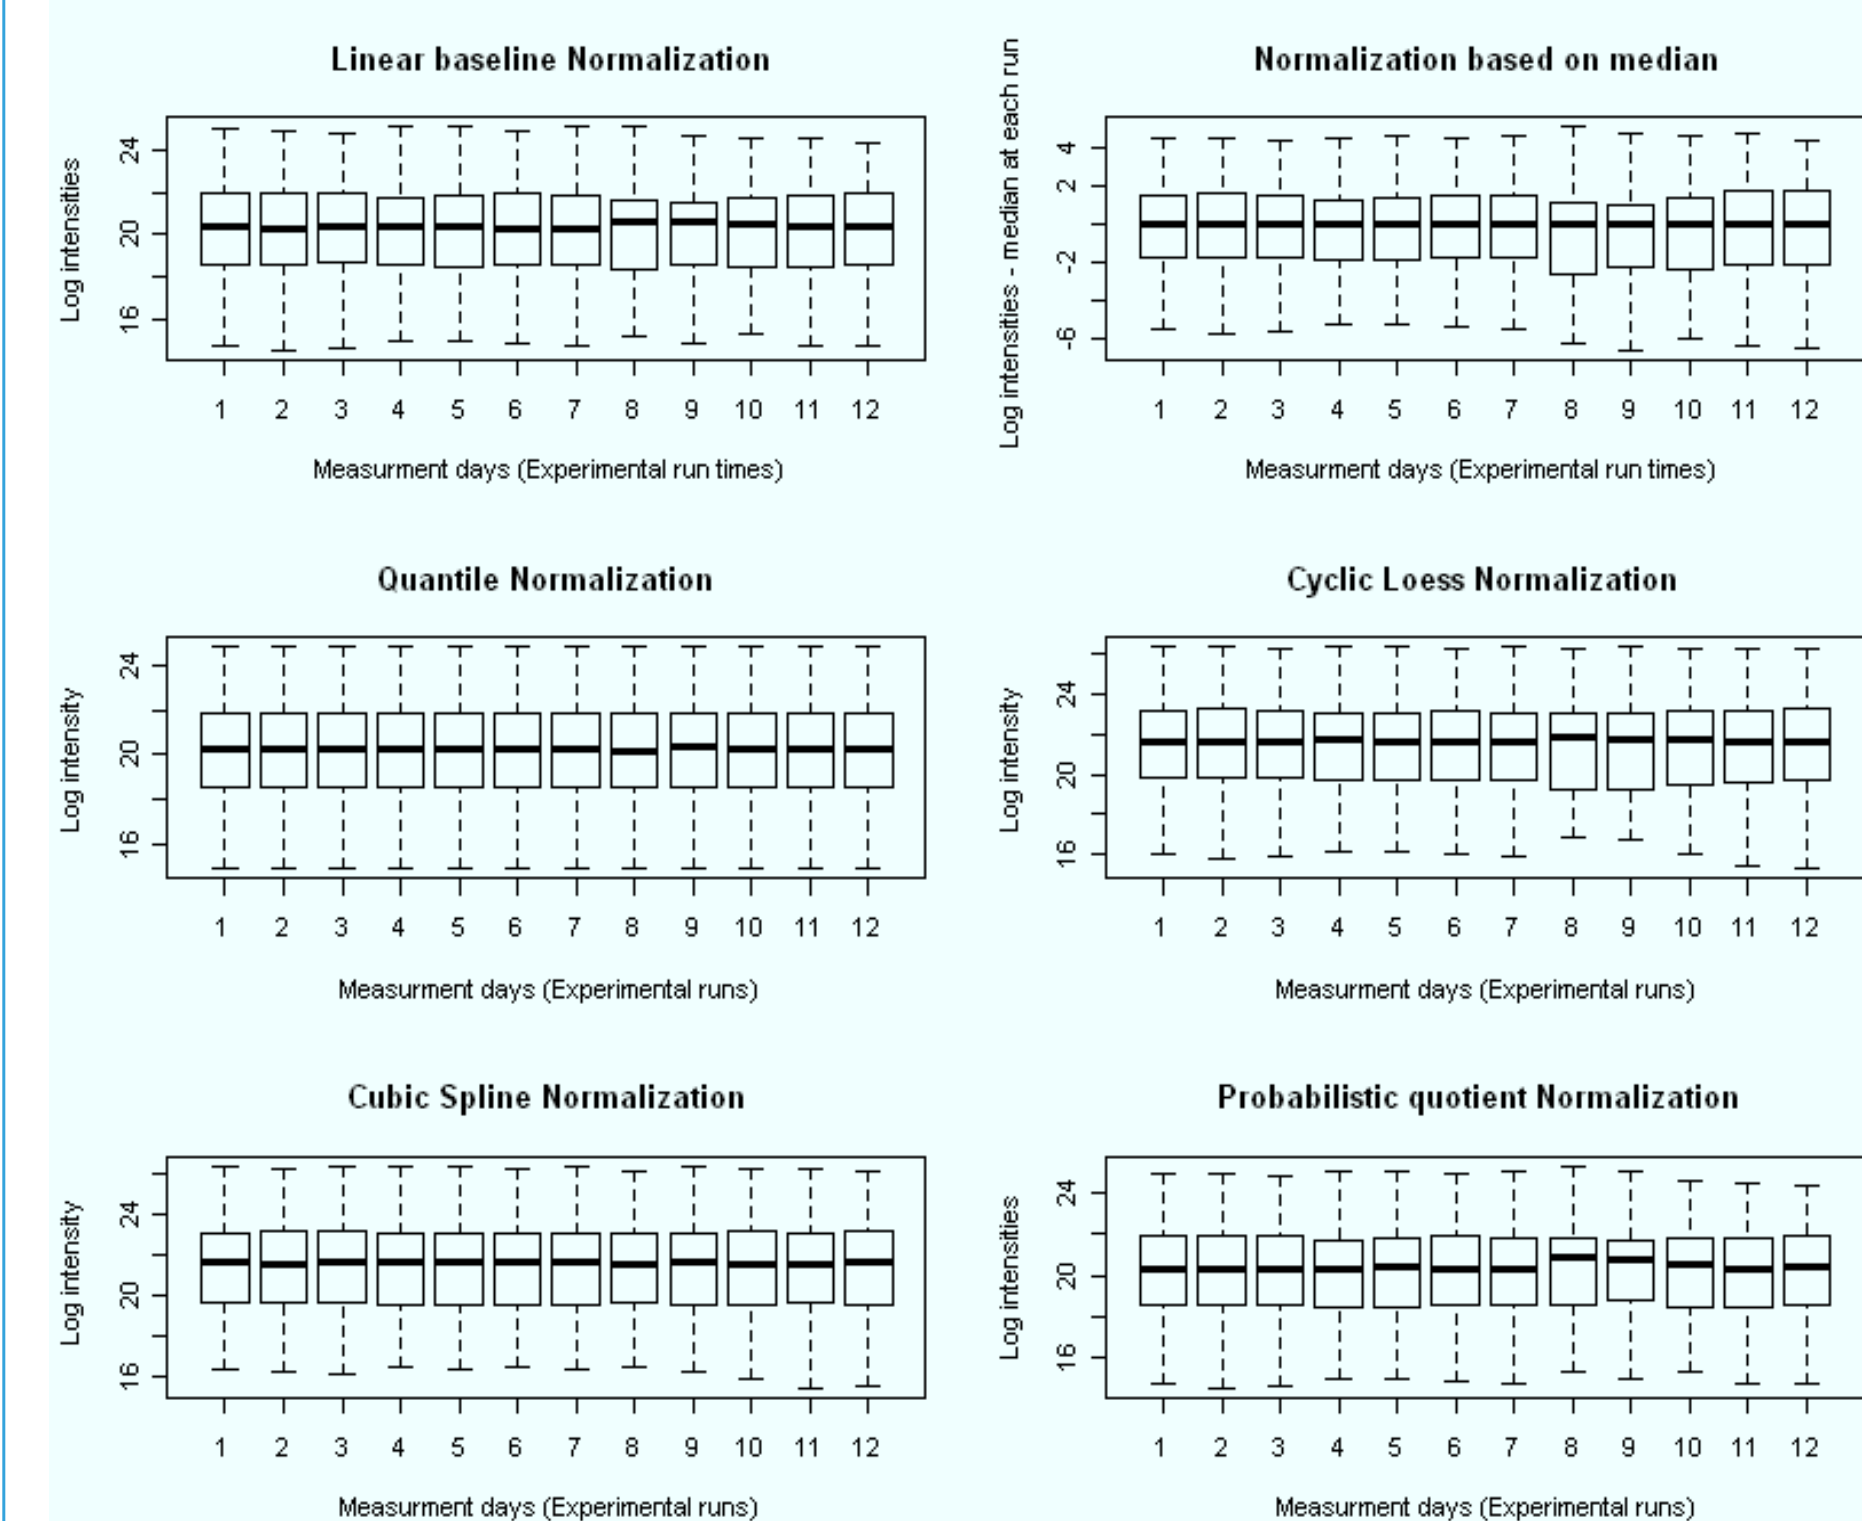 Linear baseline Normalization
Log intensities
24
20
16
1 2 3 4 5 6 7 8 9 10 11 12
Measurment days (Experimental run times)
Normalization based on median
Log intensities - median at each run
4
2
-2
-6
1 2 3 4 5 6 7 8 9 10 11 12
Measurment days (Experimental run times)
Quantile Normalization
Log intensity
24
20
16
1 2 3 4 5 6 7 8 9 10 11 12
Measurment days (Experimental runs)
Cyclic Loess Normalization
Log intensity
24
20
16
1 2 3 4 5 6 7 8 9 10 11 12
Measurment days (Experimental runs)
Cubic Spline Normalization
Log intensity
24
20
16
1 2 3 4 5 6 7 8 9 10 11 12
Measurment days (Experimental runs)
Probabilistic quotient Normalization
Log intensities
24
20
16
1 2 3 4 5 6 7 8 9 10 11 12
Measurment days (Experimental runs)